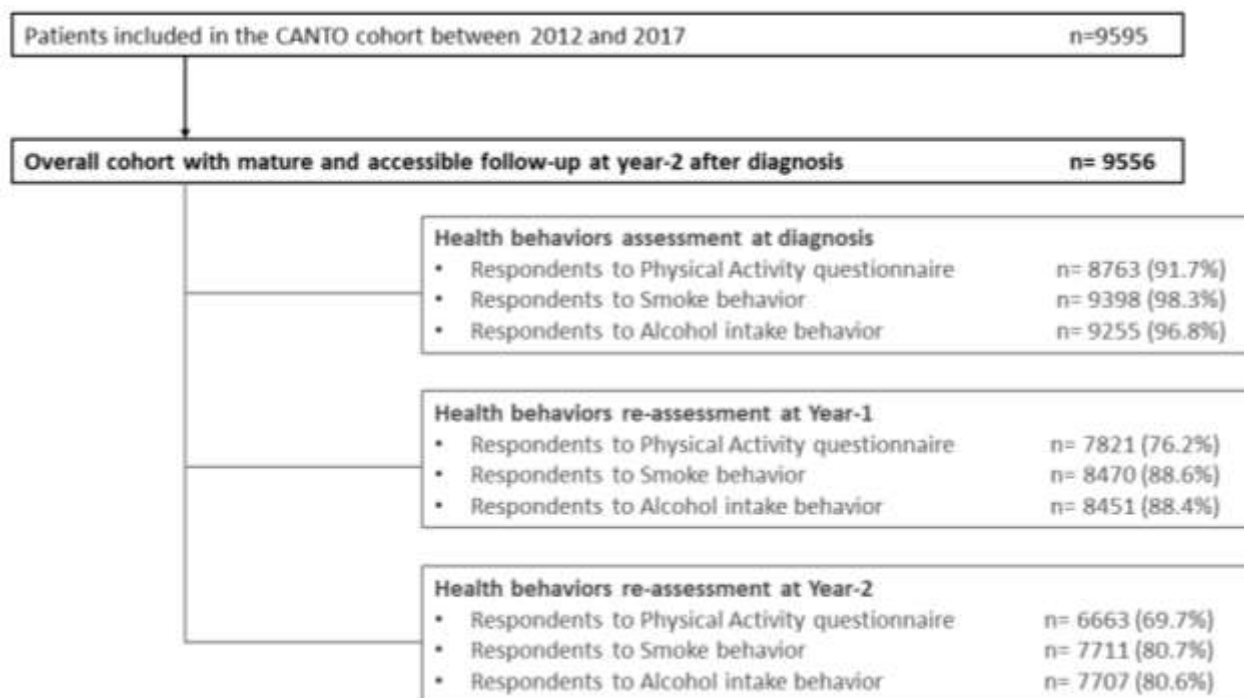 Patients included in the CANTO cohort between 2012 and 2017 n=9595
Overall cohort with mature and accessible follow-up at year-2 after diagnosis n= 9556
Health behaviors assessment at diagnosis
• Respondents to Physical Activity questionnaire n= 8763 (91.7%)
• Respondents to Smoke behavior n= 9398 (98.3%)
• Respondents to Alcohol intake behavior n= 9255 (96.8%)
Health behaviors re-assessment at Year-1
• Respondents to Physical Activity questionnaire n= 7821 (76.2%)
• Respondents to Smoke behavior n= 8470 (88.6%)
• Respondents to Alcohol intake behavior n= 8451 (88.4%)
Health behaviors re-assessment at Year-2
• Respondents to Physical Activity questionnaire n= 6663 (69.7%)
• Respondents to Smoke behavior n= 7711 (80.7%)
• Respondents to Alcohol intake behavior n= 7707 (80.6%)